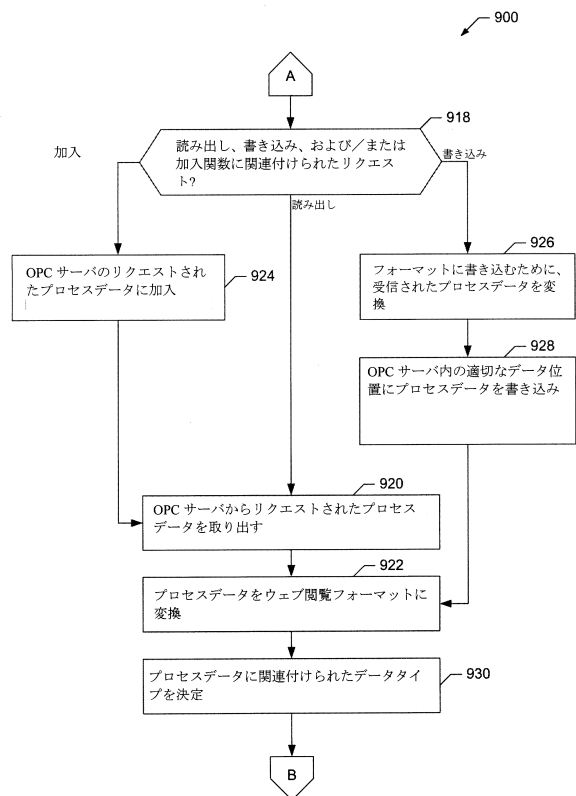 900
A
918
読み出し、書き込み、および／または
加入関数に関連付けられたリクエス
ト?
加入
書き込み
読み出し
924
OPC サーバのリクエストされ
たプロセスデータに加入
926
フォーマットに書き込むために、
受信されたプロセスデータを変
換
928
OPC サーバ内の適切なデータ位
置にプロセスデータを書き込み
920
OPC サーバからリクエストされたプロセス
データを取り出す
922
プロセスデータをウェブ閲覧フォーマットに
変換
930
プロセスデータに関連付けられたデータタイ
プを決定
B